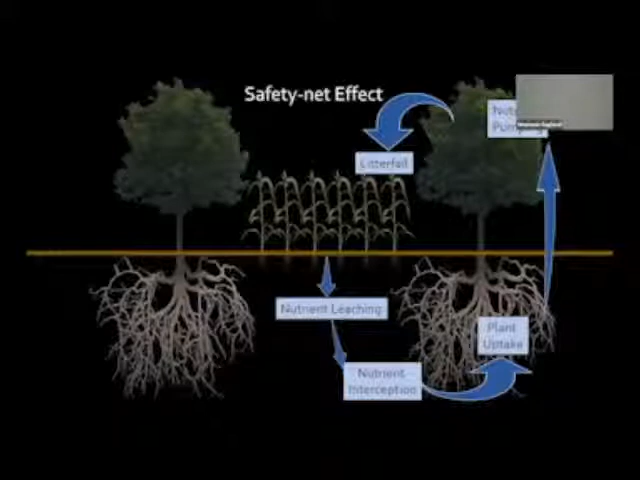 Safety-net Effect
Litterfall
Nutrient Leaching
Plant
Uptake
Nutrient
Interception